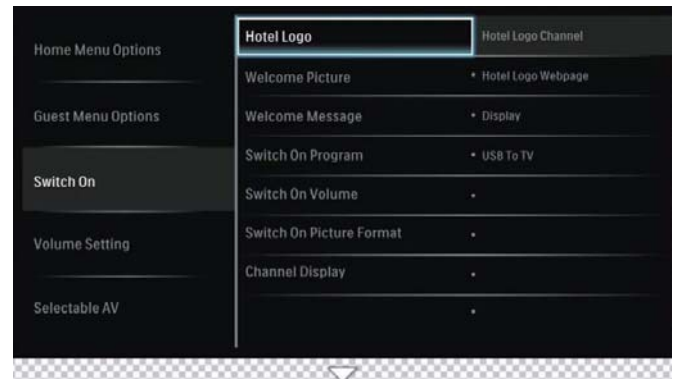 Home Menu Options
Guest Menu Options
Switch On
Volume Setting
Selectable AV
Hotel Logo
Welcome Picture
Welcome Message
Switch On Program
Switch On Volume
Switch On Picture Format
Channel Display
Hotel Logo Channel
• Hotel Logo Webpage
• Display
• USB To TV